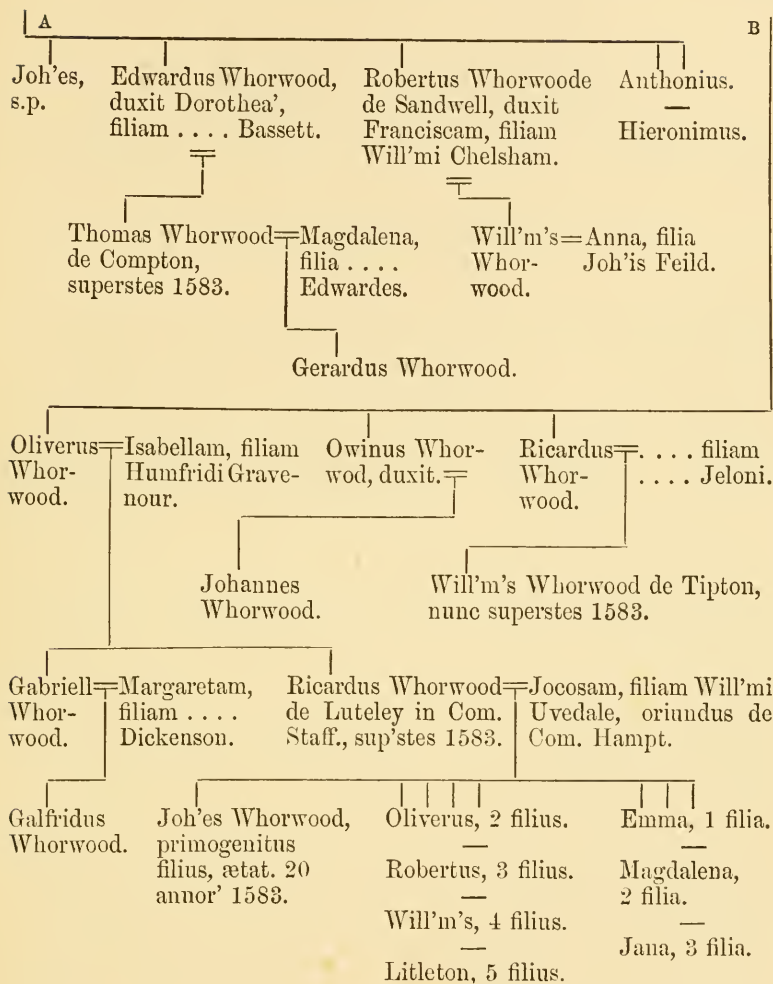 A
B
Joh'es,
s.p.
Edwardus Whorwood,
duxit Dorothea',
filiam . . . . Bassett.
Robertus Whorwoode
de Sandwell, duxit
Franciscam, filiam
Will'mi Chelsham.
Anthonius.
—
Hieronimus.
Thomas Whorwood
de Compton,
superstes 1583.
Magdalena,
filia . . . .
Edwardes.
Will'm's
Whor-
wood.
Anna, filia
Joh'is Feild.
Gerardus Whorwood.
Oliverus
Whor-
wood.
Isabellam, filiam
Humfridi Grave-
nour.
Owinus Whor-
wod, duxit.
Ricardus
Whor-
wood.
. . . . filiam
. . . . Jeloni.
Johannes
Whorwood.
Will'm's Whorwood de Tipton,
nunc superstes 1583.
Gabriell
Whor-
wood.
Margaretam,
filiam . . . .
Dickenson.
Ricardus Whorwood
de Luteley in Com.
Staff., sup'stes 1583.
Jocosam, filiam Will'mi
Uvedale, oriundus de
Com. Hampt.
Galfridus
Whorwood.
Joh'es Whorwood,
primogenitus
filius, ætat. 20
annor' 1583.
Oliverus, 2 filius.
—
Robertus, 3 filius.
—
Will'm's, 4 filius.
—
Litleton, 5 filius.
Emma, 1 filia.
—
Magdalena,
2 filia.
—
Jana, 3 filia.